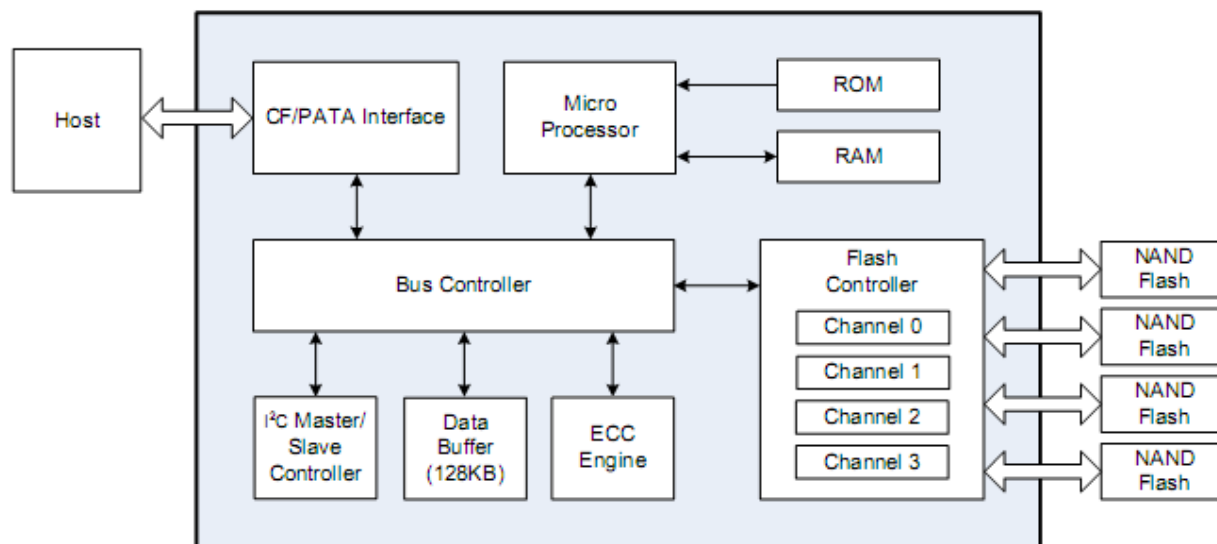 Host
CF/PATA Interface
Micro
Processor
ROM
RAM
Bus Controller
Flash
Controller
Channel 0
Channel 1
Channel 2
Channel 3
NAND
Flash
NAND
Flash
NAND
Flash
NAND
Flash
I²C Master/
Slave
Controller
Data
Buffer
(128KB)
ECC
Engine